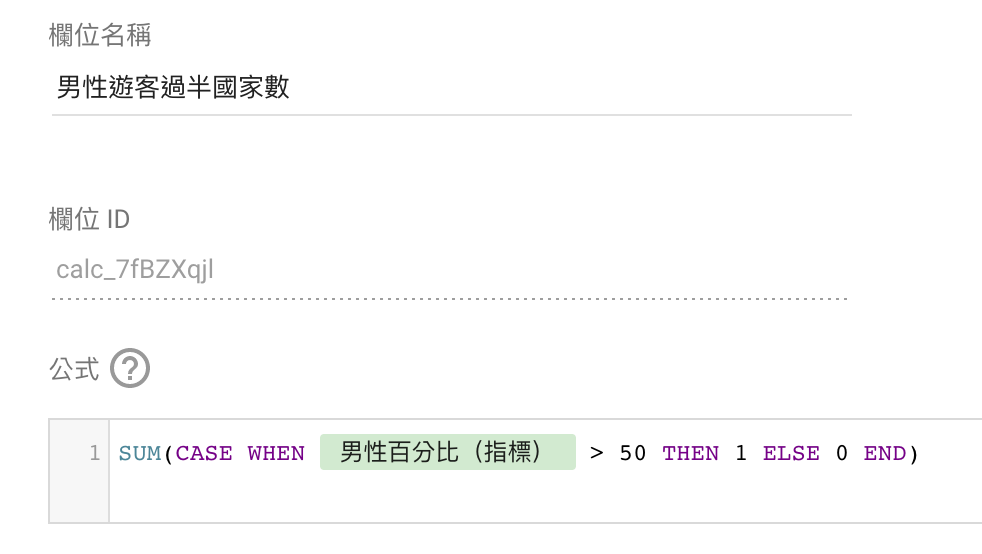 欄位名稱
男性遊客過半國家數
欄位 ID
calc_7fBZXqjl
公式 ?
1 SUM(CASE WHEN 男性百分比（指標） > 50 THEN 1 ELSE 0 END)